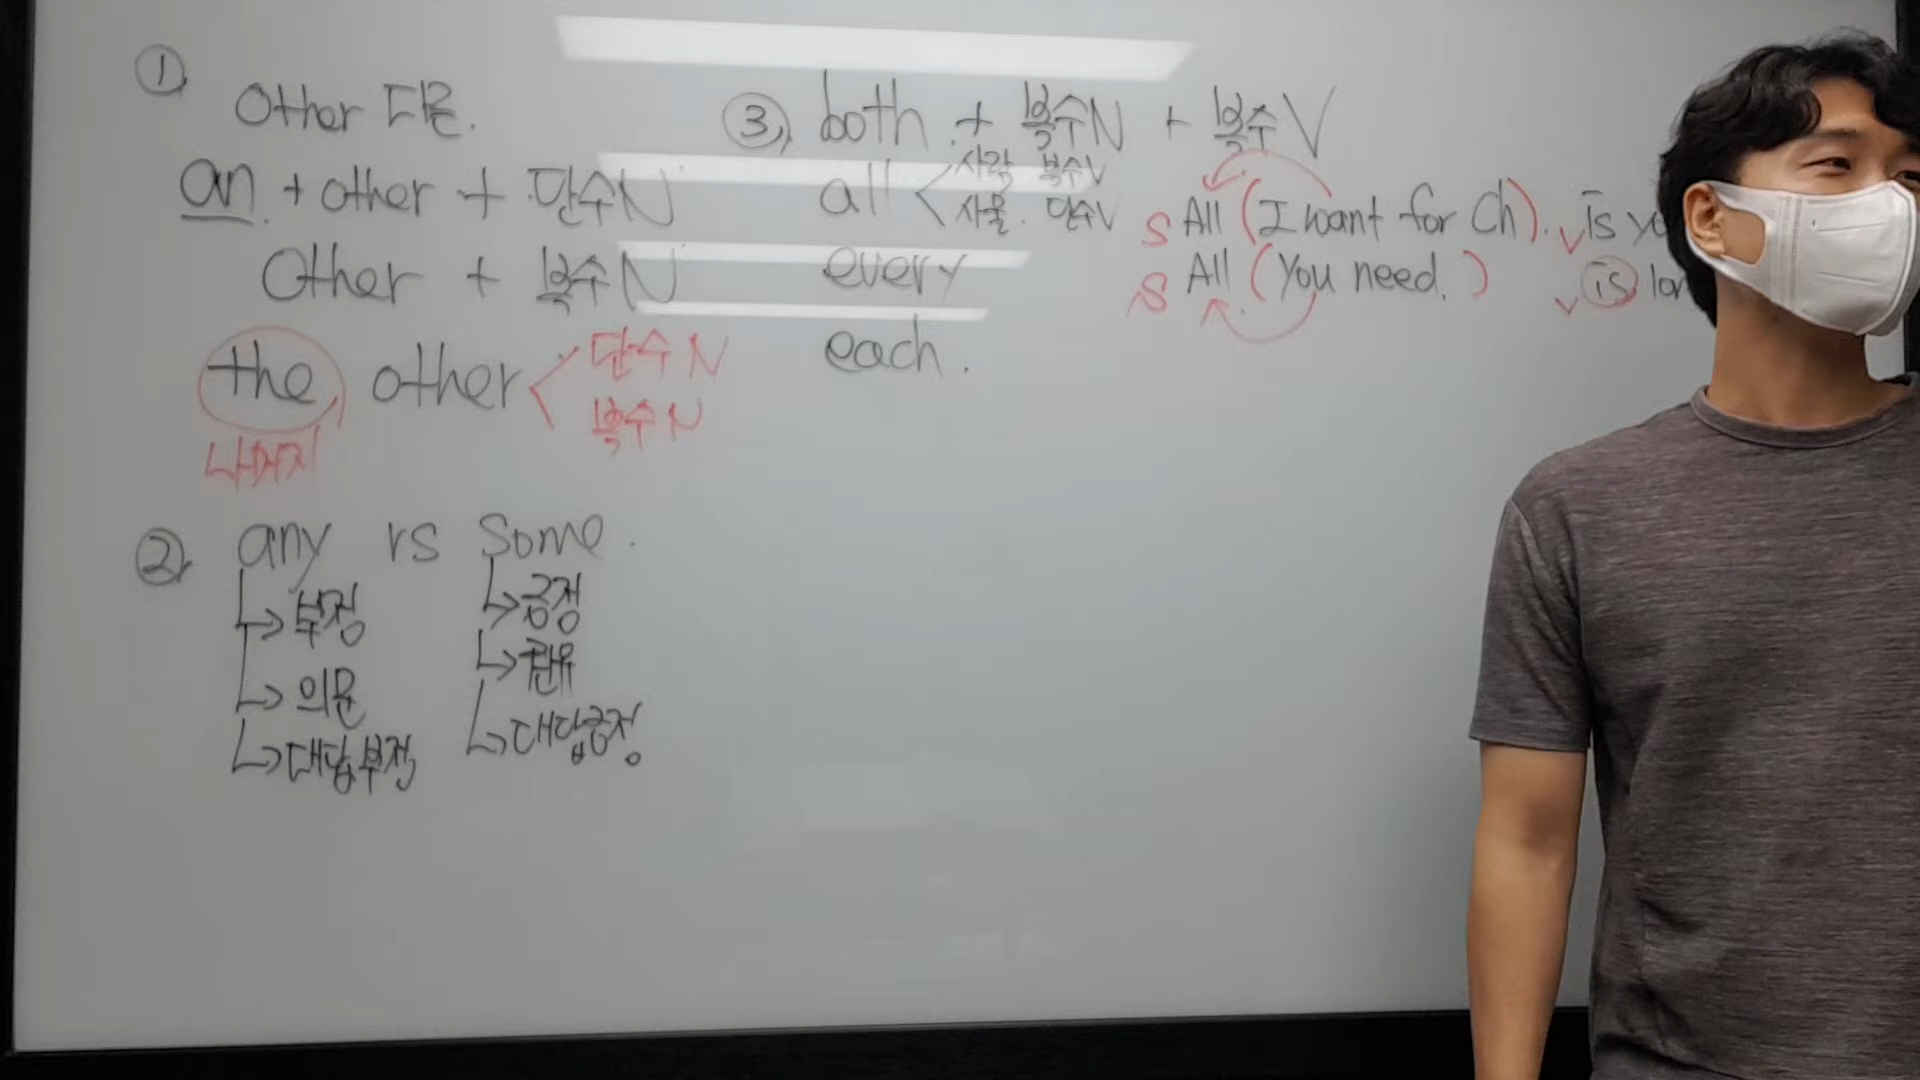 ①
Other 다른.
an + other + 단수N
Other + 복수N
the other < 단수N
복수N
나머지
② any vs some.
↳ 부정
↳ 의문
↳ 대답부정
↳ 긍정
↳ 권유
↳ 대답긍정
③, both + 복수N + 복수V
all < 사람 복수V
사물. 단수V
every
each.
S All (I want for Ch). v is
S All (You need.) v is